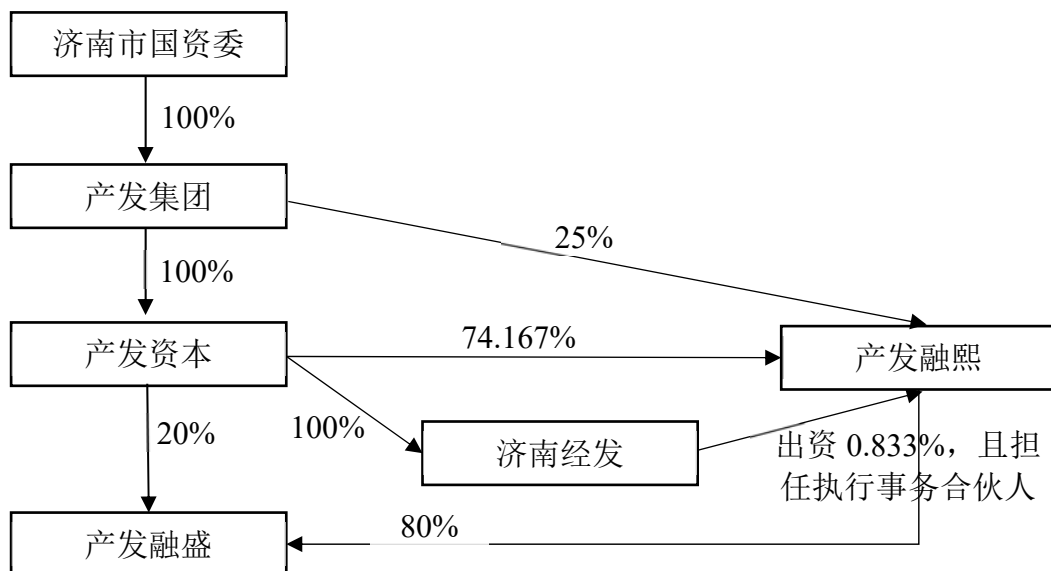 济南市国资委
100%
产发集团
25%
100%
产发资本
74.167%
产发融熙
20%
100%
济南经发
出资 0.833%，且担
任执行事务合伙人
80%
产发融盛